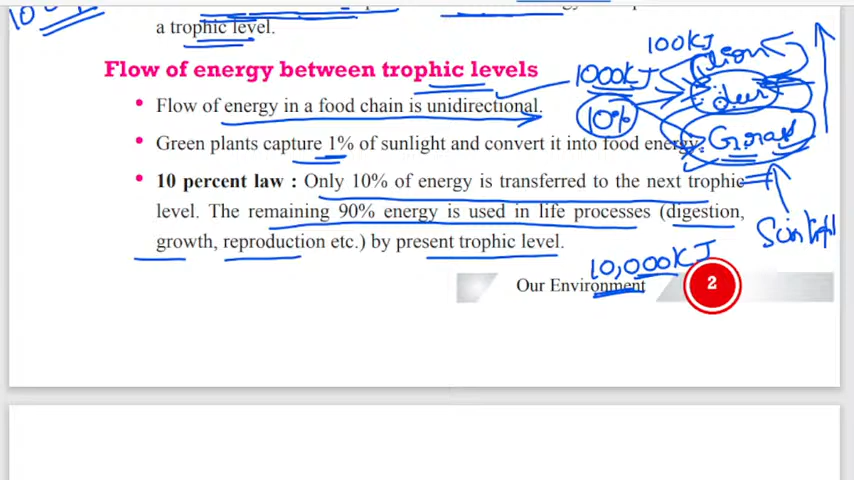 a trophic level.
Flow of energy between trophic levels
100KJ
lion
1000KJ
• Flow of energy in a food chain is unidirectional.
deer
10%
Grass
• Green plants capture 1% of sunlight and convert it into food energy.
• 10 percent law : Only 10% of energy is transferred to the next trophic
level. The remaining 90% energy is used in life processes (digestion,
growth, reproduction etc.) by present trophic level.
10,000KJ
Our Environment 2